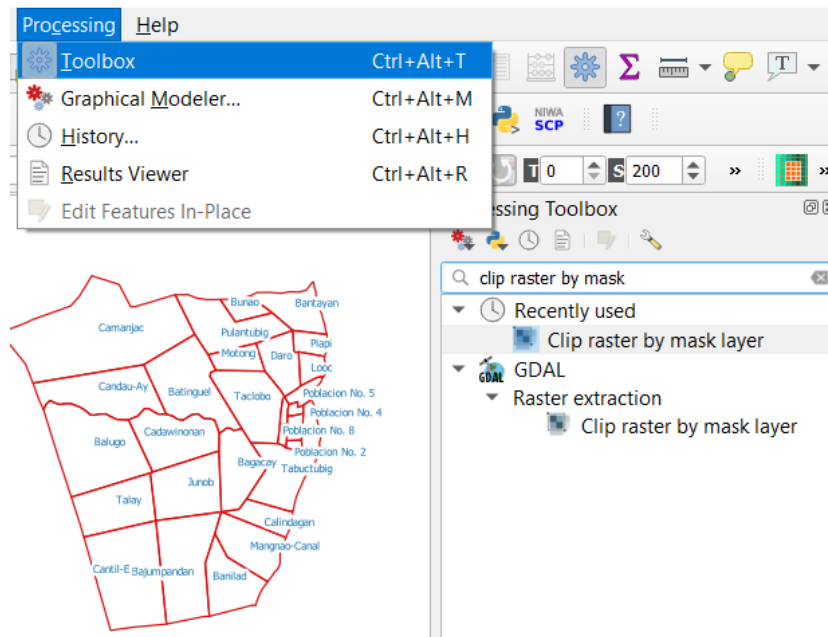 Processing Help
Toolbox Ctrl+Alt+T
Graphical Modeler... Ctrl+Alt+M
History... Ctrl+Alt+H
Results Viewer Ctrl+Alt+R
Edit Features In-Place
Σ T
NIWA
SCP ?
T 0 S 200 » »
essing Toolbox
clip raster by mask
Recently used
Clip raster by mask layer
GDAL GDAL
Raster extraction
Clip raster by mask layer
Bunao Bantayan
Camanjac Pulantubig
Piapi
Motong Daro
Looc
Candau-Ay Batinguel Taclobo Poblacion No. 5
Poblacion No. 4
Cadawinonan Poblacion No. 8
Balugo
Poblacion No. 2
Bagacay Tabuctubig
Junob
Talay
Calindagan
Mangnao-Canal
Cantil-E Bajumpandan Banilad